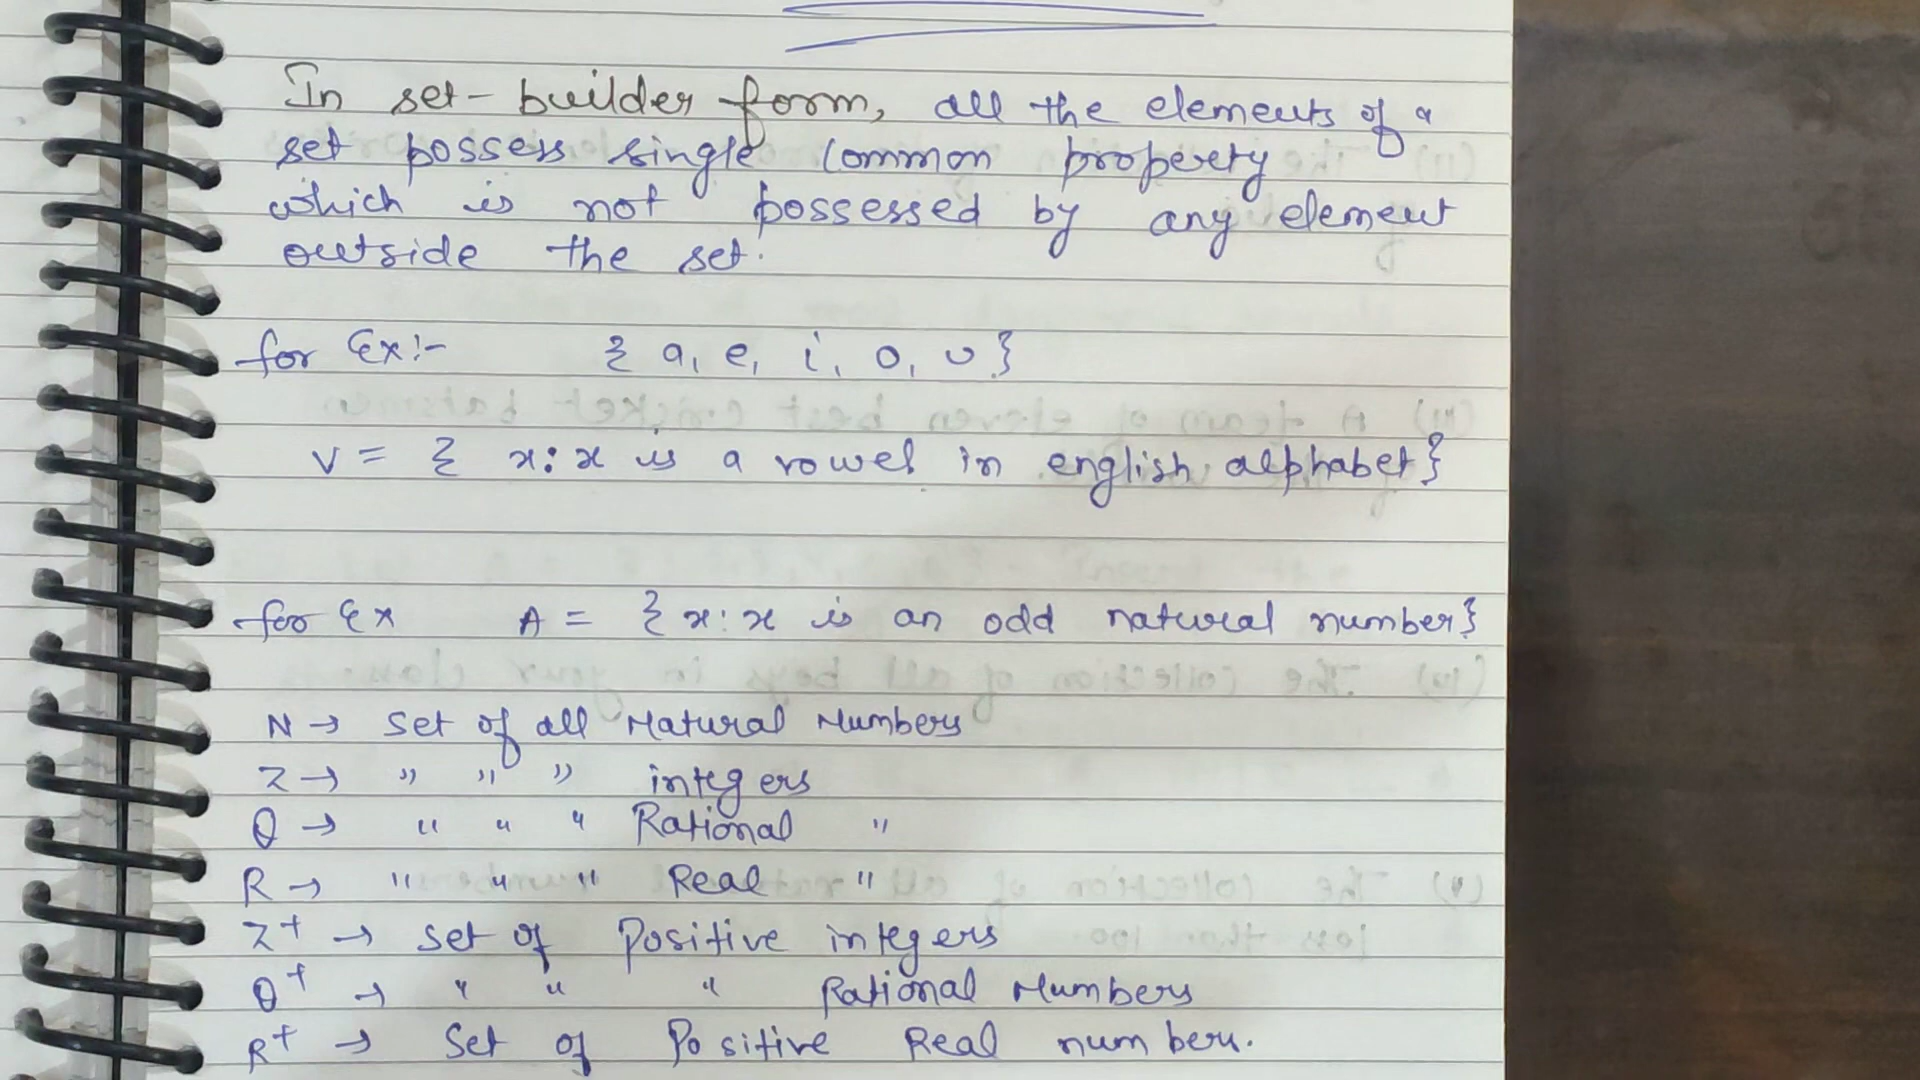 In set-builder form, all the elements of a
set possess single common property
which is not possessed by any element
outside the set.
for Ex:- { a, e, i, o, u }
V = { x : x is a vowel in english alphabet}
for Ex A = { x : x is an odd natural number}
N → set of all Natural Numbers
Z → " " " integers
Q → " " " Rational "
R → " " " Real "
Z+ → set of Positive integers
Q+ → " " " Rational Numbers
R+ → Set of Positive Real numbers.